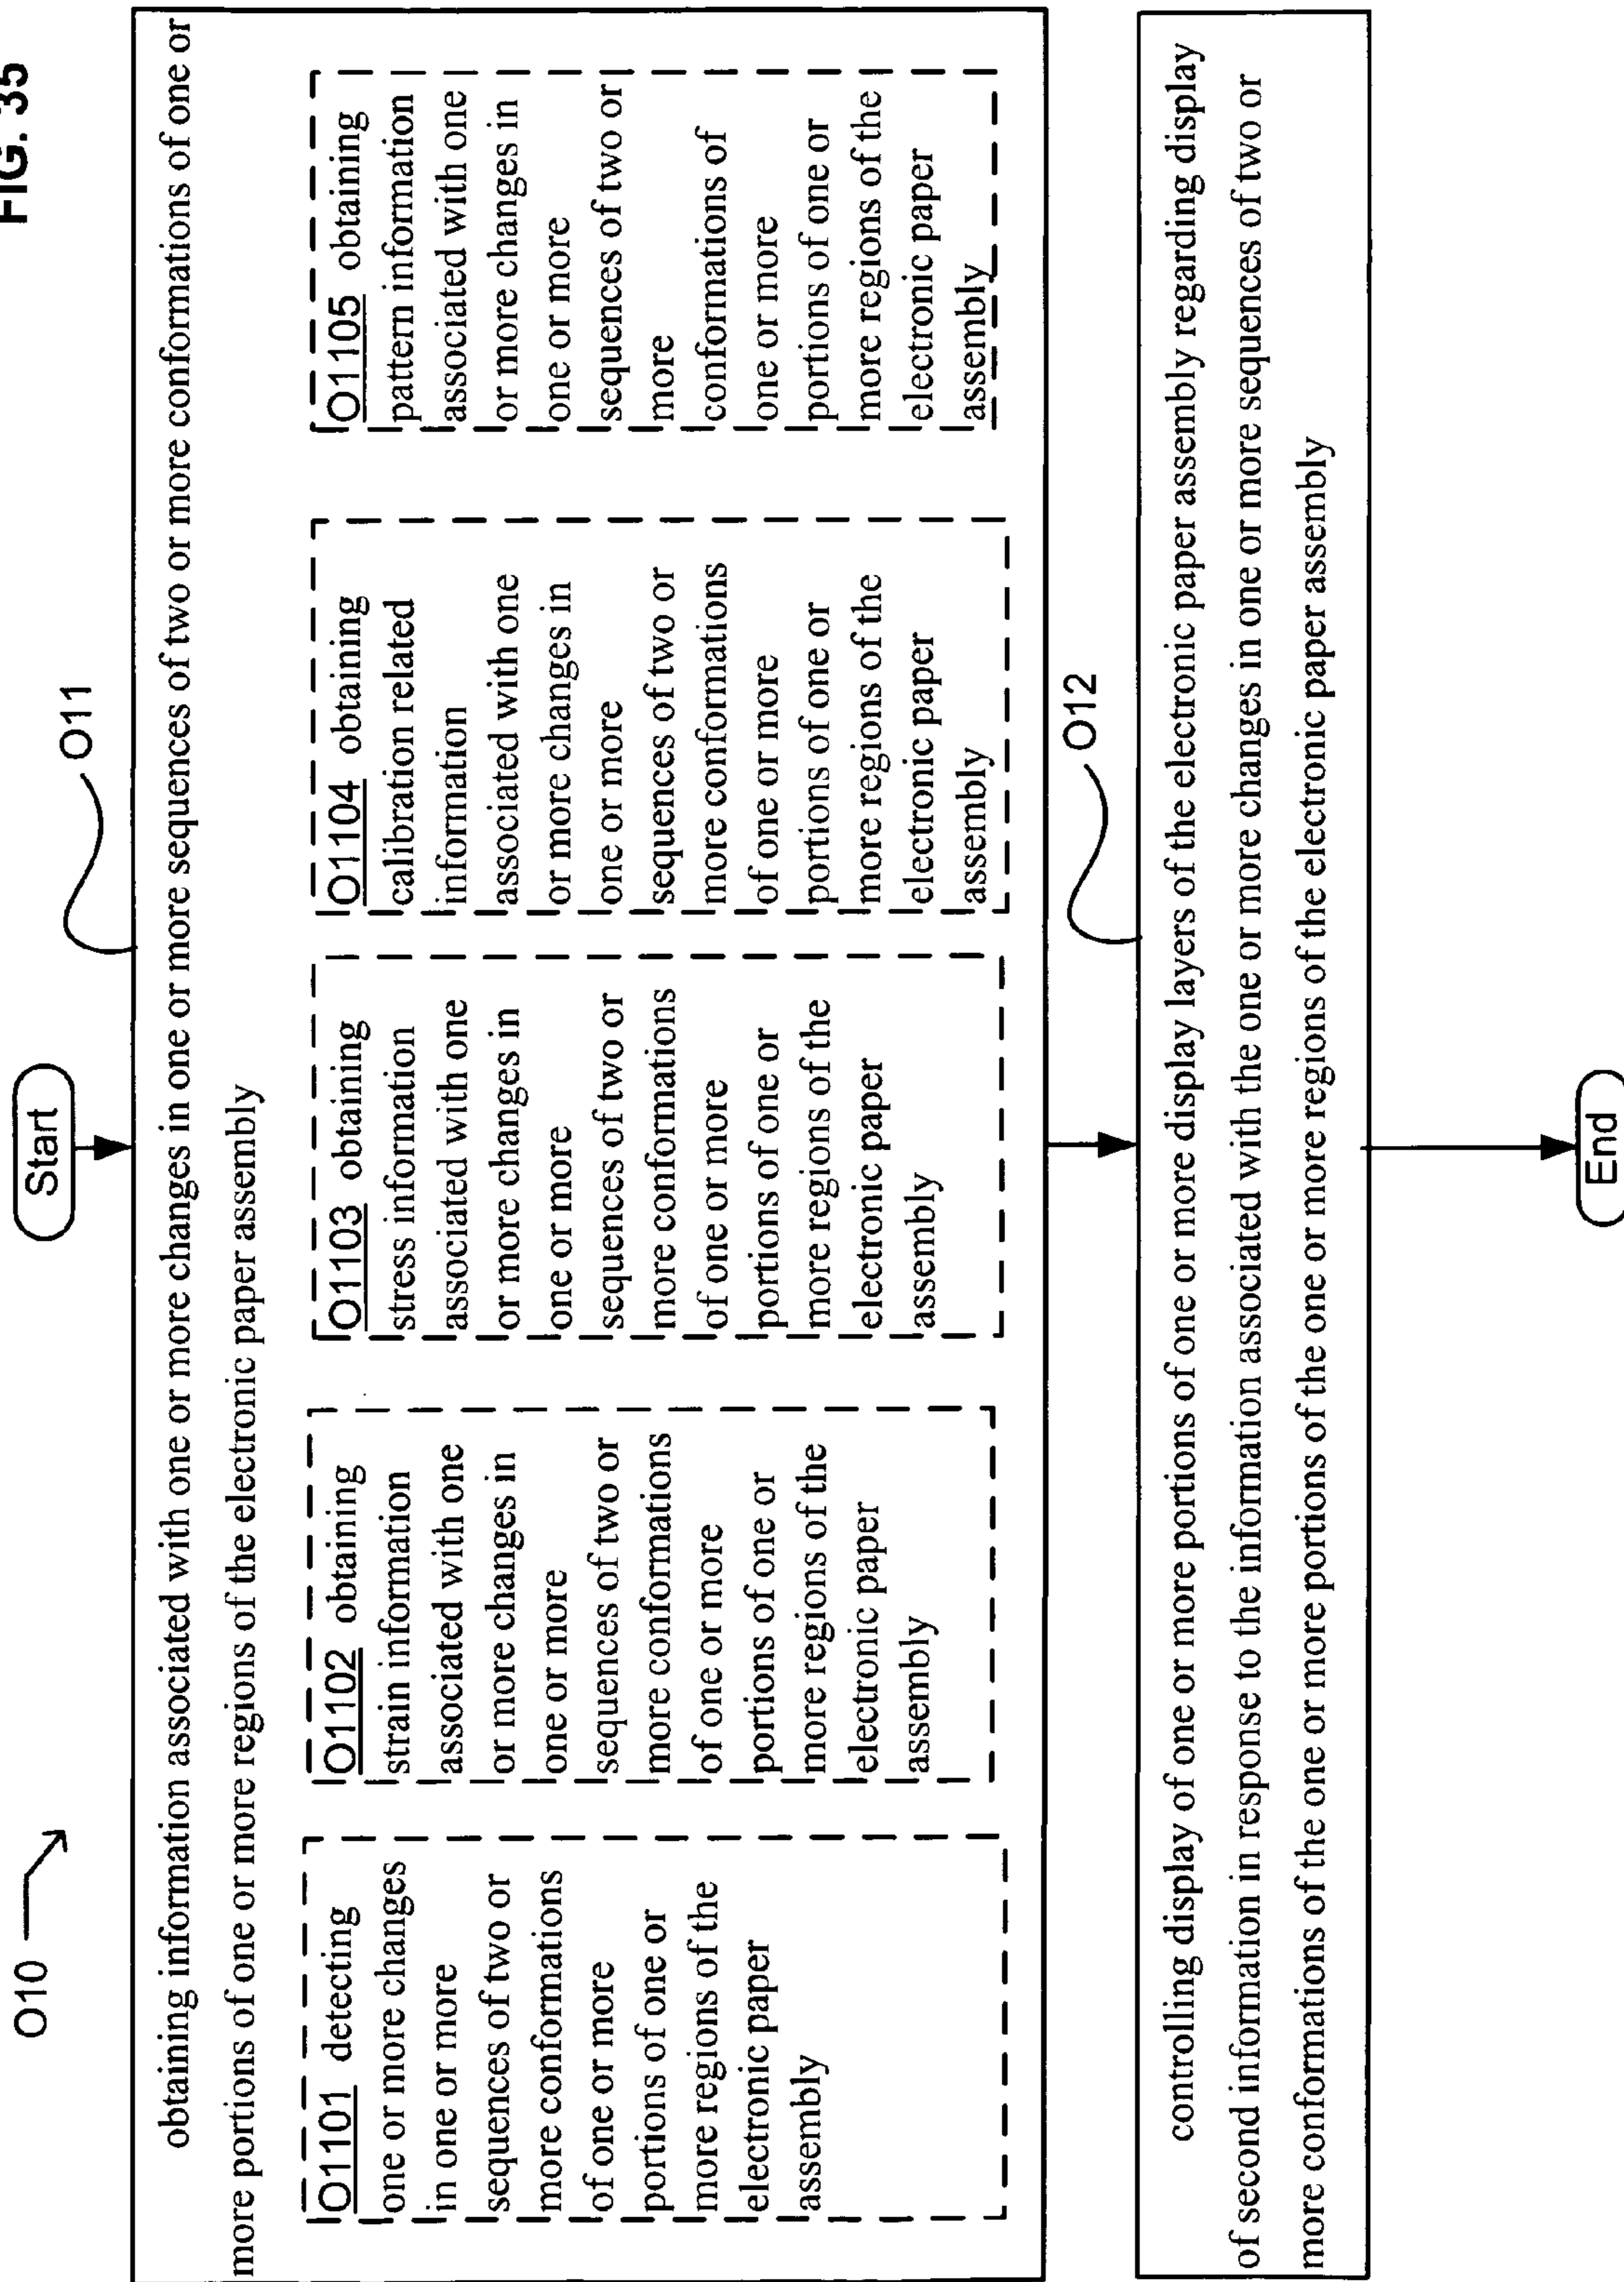 FIG. 35
O10
Start
O11
obtaining information associated with one or more changes in one or more sequences of two or more conformations of one or
more portions of one or more regions of the electronic paper assembly
O1101 detecting
one or more changes
in one or more
sequences of two or
more conformations
of one or more
portions of one or
more regions of the
electronic paper
assembly
O1102 obtaining
strain information
associated with one
or more changes in
one or more
sequences of two or
more conformations
of one or more
portions of one or
more regions of the
electronic paper
assembly
O1103 obtaining
stress information
associated with one
or more changes in
one or more
sequences of two or
more conformations
of one or more
portions of one or
more regions of the
electronic paper
assembly
O1104 obtaining
calibration related
information
associated with one
or more changes in
one or more
sequences of two or
more conformations
of one or more
portions of one or
more regions of the
electronic paper
assembly
O1105 obtaining
pattern information
associated with one
or more changes in
one or more
sequences of two or
more
conformations of
one or more
portions of one or
more regions of the
electronic paper
assembly
O12
controlling display of one or more portions of one or more display layers of the electronic paper assembly regarding display
of second information in response to the information associated with the one or more changes in one or more sequences of two or
more conformations of the one or more portions of the one or more regions of the electronic paper assembly
End